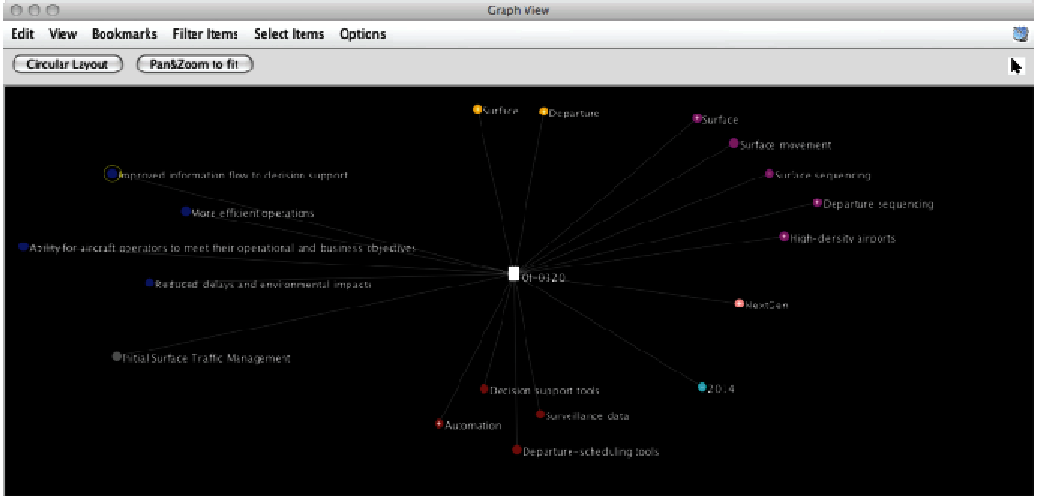 Graph View
Edit View Bookmarks Filter Items Select Items Options
Circular Layout Pan&Zoom to fit
Surface
Departure
Surface
Surface movement
Improved information flow to decision support
Surface sequencing
Departure sequencing
More efficient operations
High-density airports
Ability for aircraft operators to meet their operational and business objectives
OI-0320
Reduced delays and environmental impacts
NextGen
Initial Surface Traffic Management
2014
Decision support tools
Surveillance data
Automation
Departure-scheduling tools